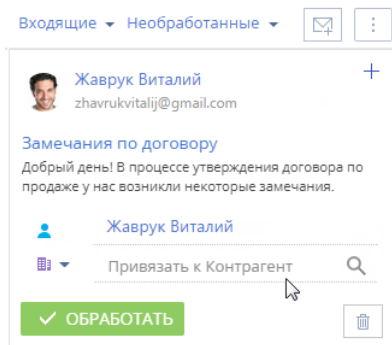 Входящие Необработанные
Жаврук Виталий
zhavrukvitalij@gmail.com
Замечания по договору
Добрый день! В процессе утверждения договора по
продаже у нас возникли некоторые замечания.
Жаврук Виталий
Привязать к Контрагент
ОБРАБОТАТЬ